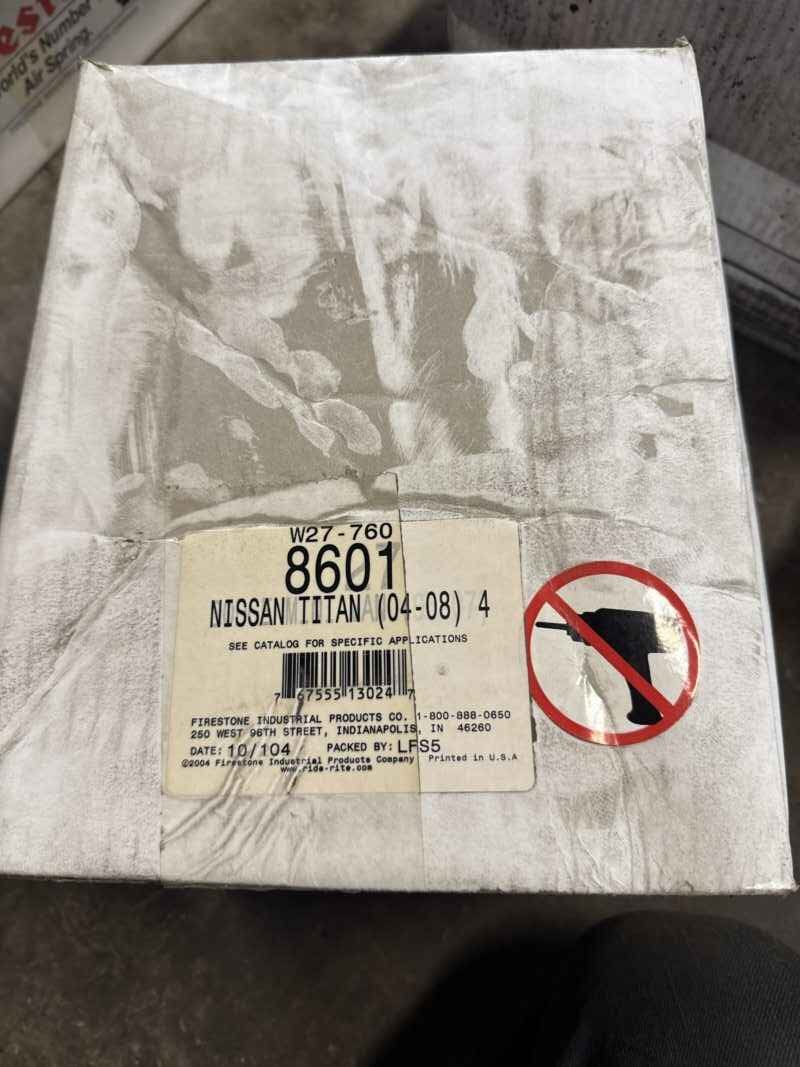 World's Number
Air Spring.
W27-760
8601
NISSAN TITAN (04-08) 4
SEE CATALOG FOR SPECIFIC APPLICATIONS
7 67555 13024 7
FIRESTONE INDUSTRIAL PRODUCTS CO. 1-800-888-0650
250 WEST 96TH STREET, INDIANAPOLIS, IN 46260
DATE: 10/104 PACKED BY: LFS5
©2004 Firestone Industrial Products Company Printed in U.S.A
www.ride-rite.com